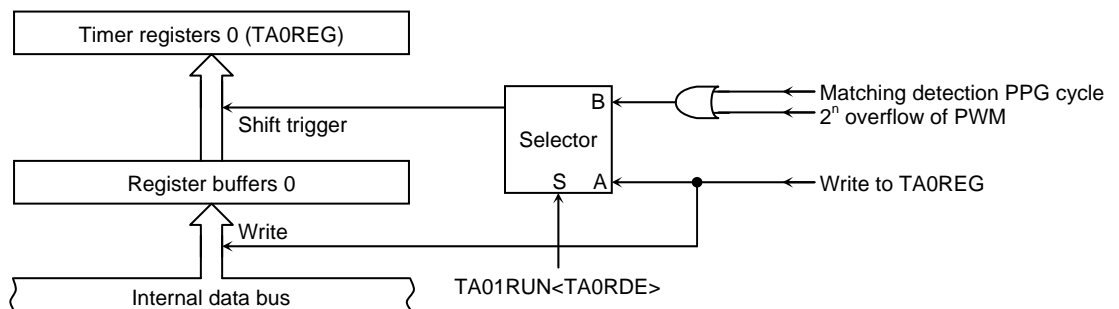 Timer registers 0 (TA0REG)
B
Matching detection PPG cycle
2ⁿ overflow of PWM
Shift trigger
Selector
Register buffers 0
S A
Write to TA0REG
Write
TA01RUN<TA0RDE>
Internal data bus